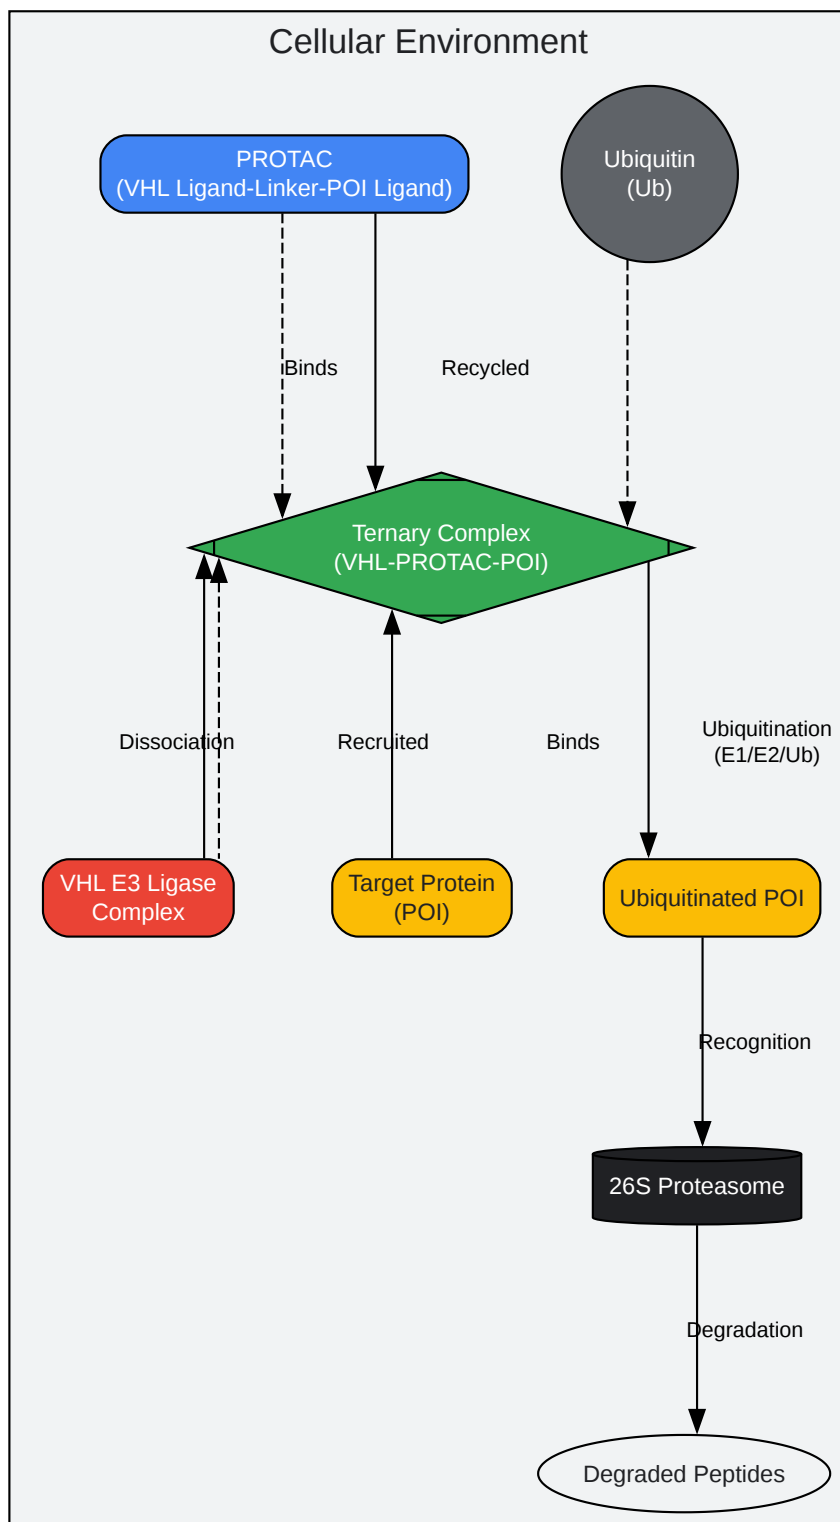 Cellular Environment
PROTAC
(VHL Ligand-Linker-POI Ligand)
Ubiquitin
(Ub)
Binds
Recycled
Ternary Complex
(VHL-PROTAC-POI)
Dissociation
Recruited
Binds
Ubiquitination
(E1/E2/Ub)
VHL E3 Ligase
Complex
Target Protein
(POI)
Ubiquitinated POI
Recognition
26S Proteasome
Degradation
Degraded Peptides